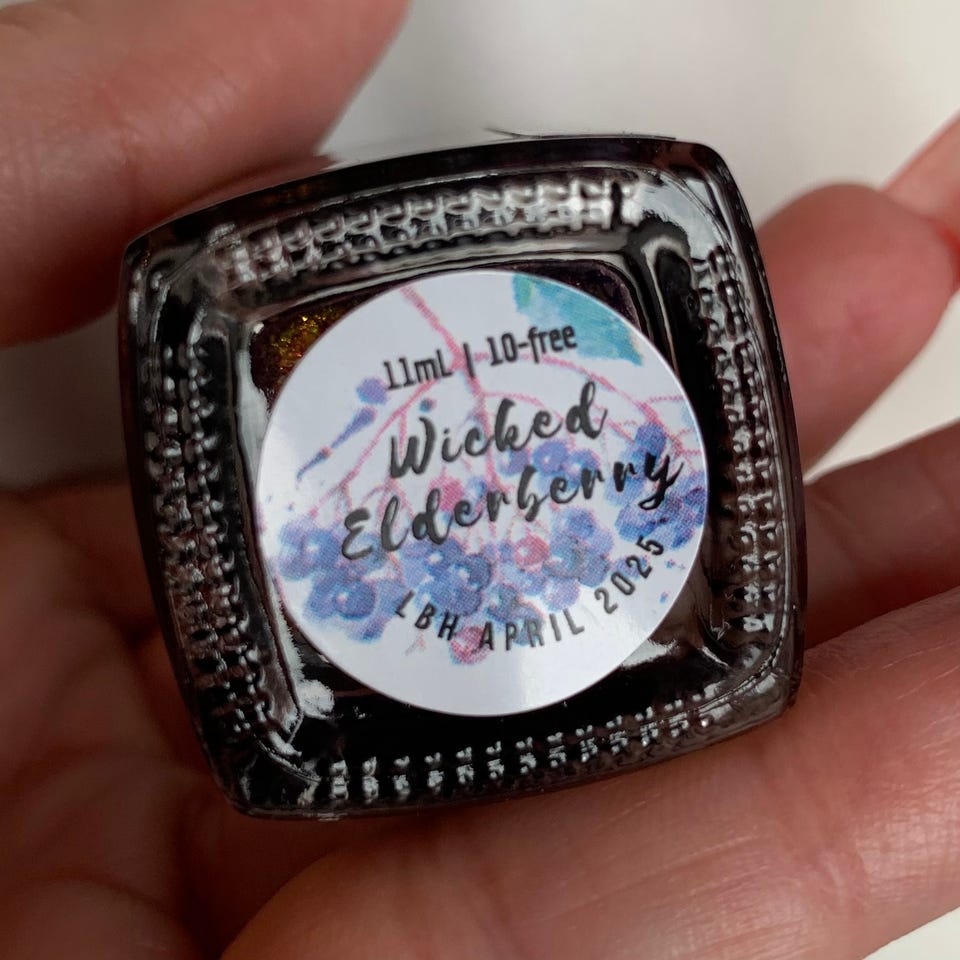 11mL | 10-free
Wicked
Elderberry
LBH APRIL 2025